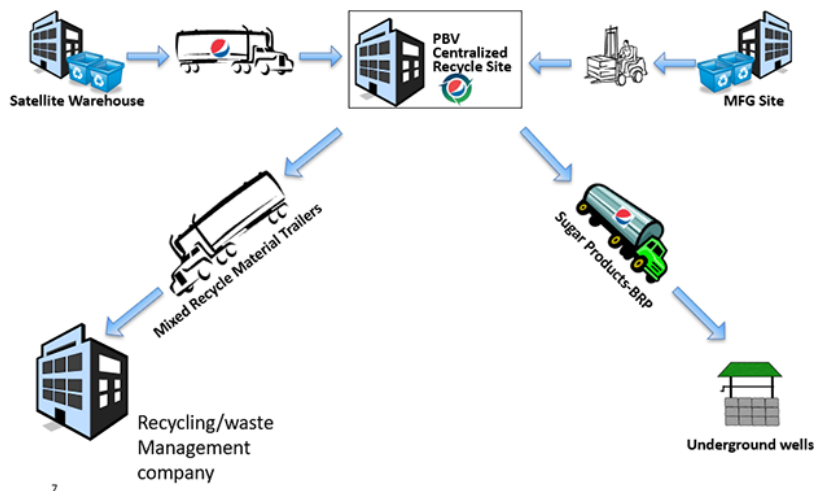 PBV
Centralized
Recycle Site
Satellite Warehouse
MFG Site
Mixed Recycle Material Trailers
Sugar Products-BRP
Recycling/waste
Management
company
Underground wells
7